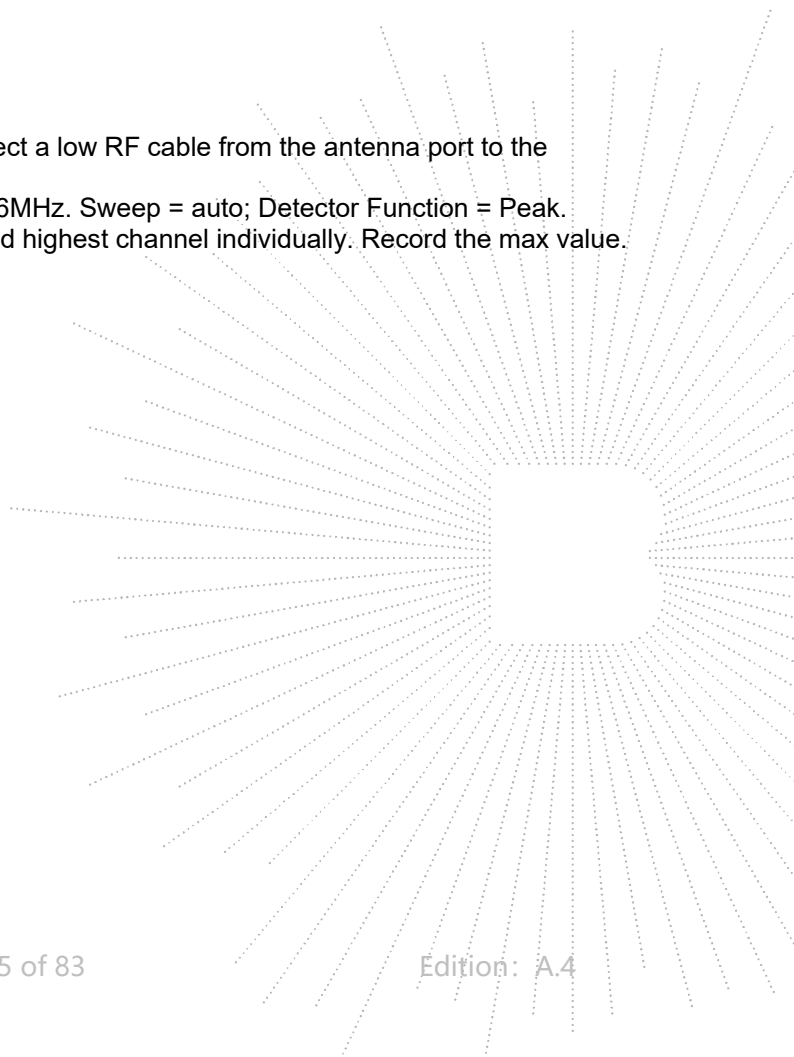 ect a low RF cable from the antenna port to the
6MHz. Sweep = auto; Detector Function = Peak.
d highest channel individually. Record the max value.
5 of 83
Edition: A.4